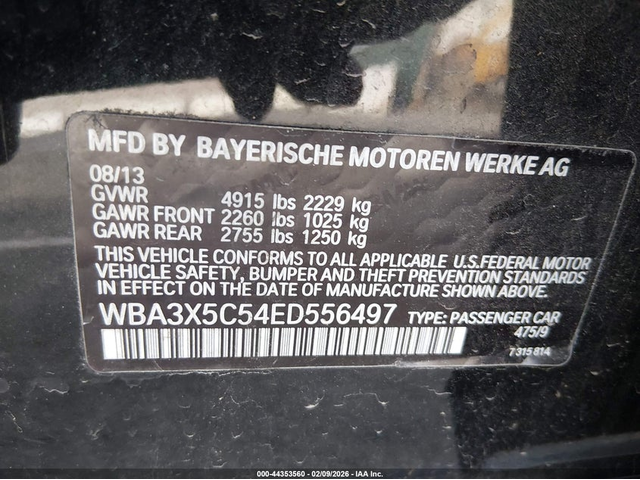 MFD BY BAYERISCHE MOTOREN WERKE AG
08/13
GVWR 4915 lbs 2229 kg
GAWR FRONT 2260 lbs 1025 kg
GAWR REAR 2755 lbs 1250 kg
THIS VEHICLE CONFORMS TO ALL APPLICABLE U.S.FEDERAL MOTOR
VEHICLE SAFETY, BUMPER AND THEFT PREVENTION STANDARDS
IN EFFECT ON THE DATE OF MANUFACTURE SHOWN ABOVE.
WBA3X5C54ED556497 TYPE: PASSENGER CAR
475/9
7 315 814
000-44353560 - 02/09/2026 - IAA Inc.